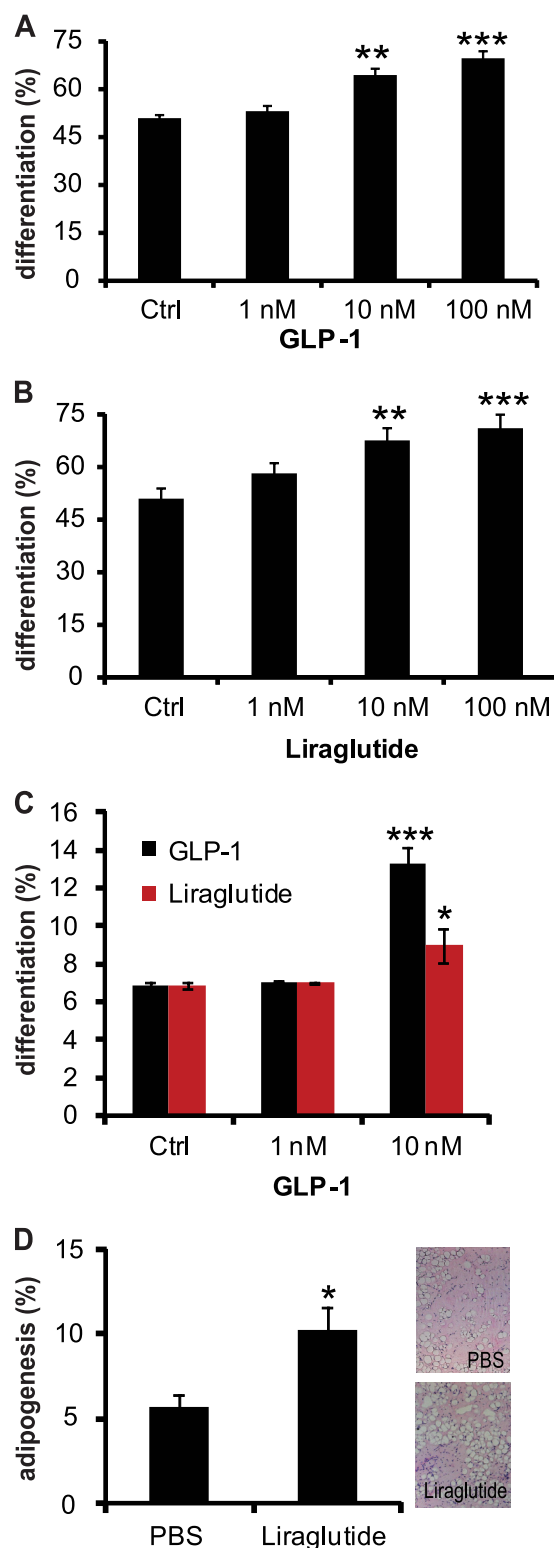 A
differentiation (%)
75
60
45
30
15
0
** ***
Ctrl 1 nM 10 nM 100 nM
GLP-1
B
differentiation (%)
75
60
45
30
15
0
** ***
Ctrl 1 nM 10 nM 100 nM
Liraglutide
C
differentiation (%)
16
14
12
10
8
6
4
2
0
GLP-1
Liraglutide
***
*
Ctrl 1 nM 10 nM
GLP-1
D
adipogenesis (%)
15
10
5
0
*
PBS Liraglutide
PBS
Liraglutide